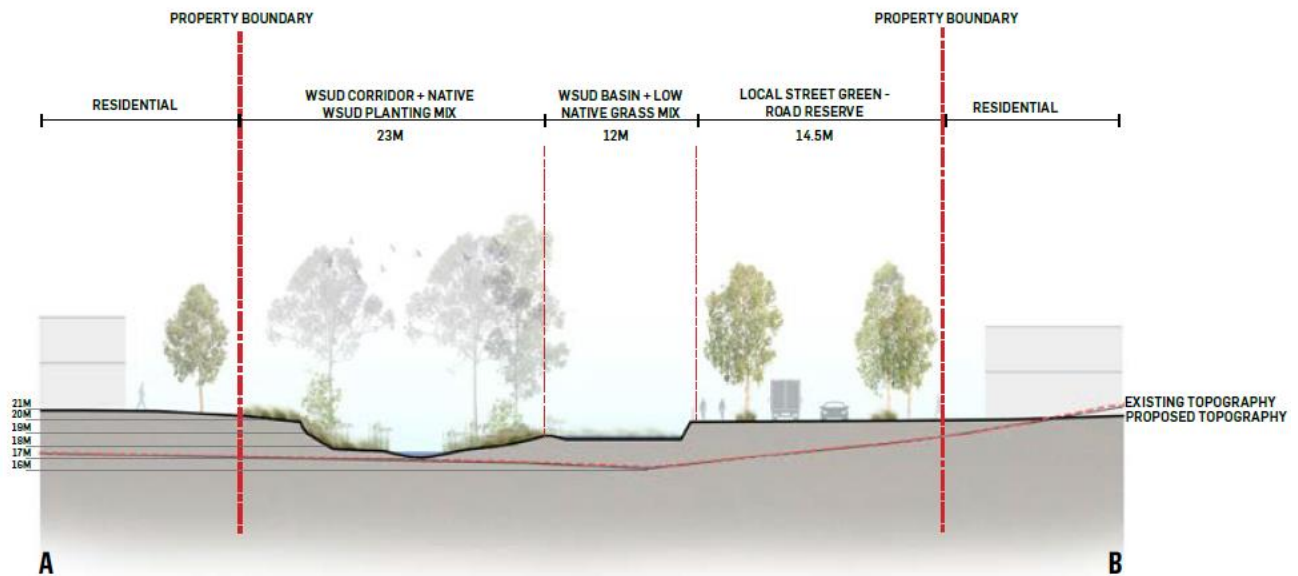 PROPERTY BOUNDARY
PROPERTY BOUNDARY
RESIDENTIAL
WSUD CORRIDOR + NATIVE
WSUD PLANTING MIX
23M
WSUD BASIN + LOW
NATIVE GRASS MIX
12M
LOCAL STREET GREEN -
ROAD RESERVE
14.5M
RESIDENTIAL
21M
20M
19M
18M
17M
16M
EXISTING TOPOGRAPHY
PROPOSED TOPOGRAPHY
A
B